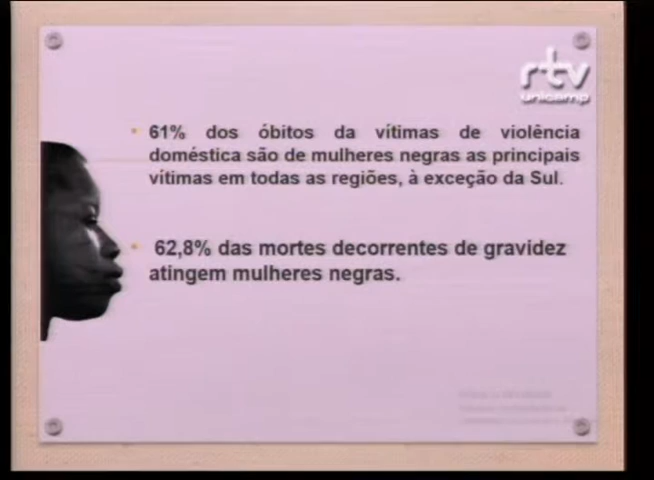 rtv
unicamp
61% dos óbitos da vítimas de violência
doméstica são de mulheres negras as principais
vítimas em todas as regiões, à exceção da Sul.
62,8% das mortes decorrentes de gravidez
atingem mulheres negras.